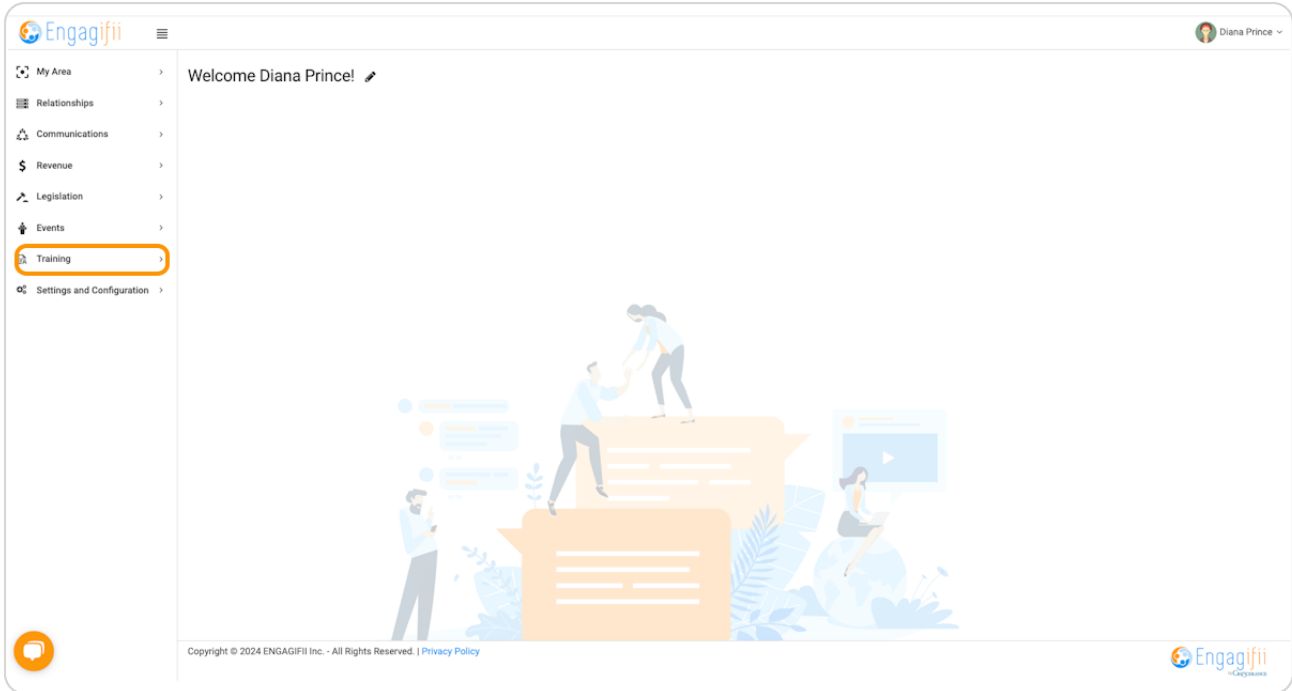 Engagifii
Diana Prince
My Area
Relationships
Communications
Revenue
Legislation
Events
Training
Settings and Configuration
Welcome Diana Prince!
Copyright © 2024 ENGAGIFII Inc. - All Rights Reserved. | Privacy Policy
Engagifii